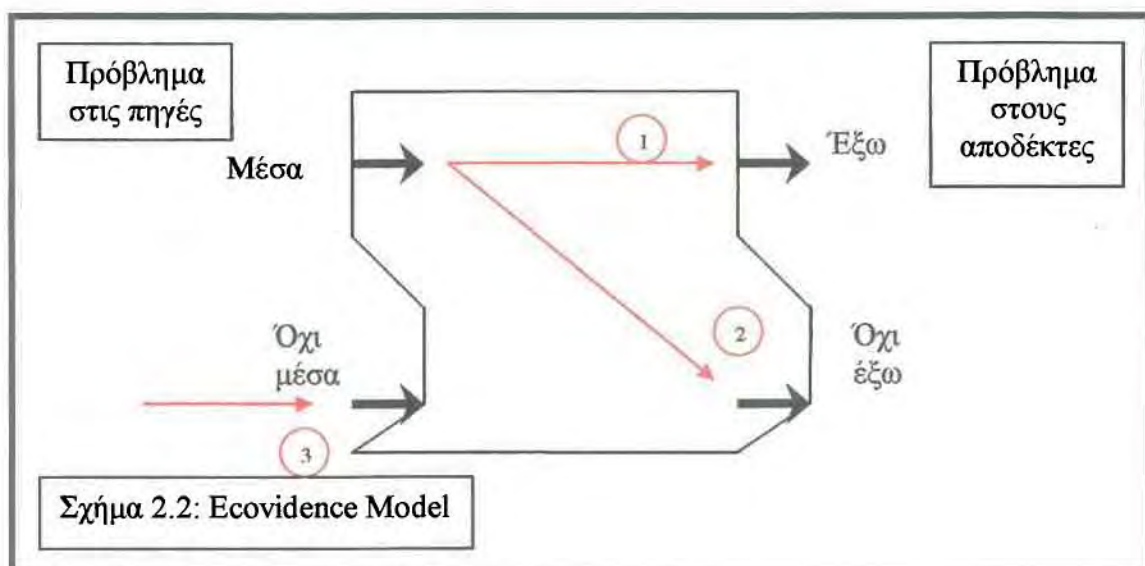 Πρόβλημα
στις πηγές
Πρόβλημα
στους
αποδέκτες
Μέσα
1
Έξω
2
Όχι
μέσα
Όχι
έξω
3
Σχήμα 2.2: Ecovidence Model